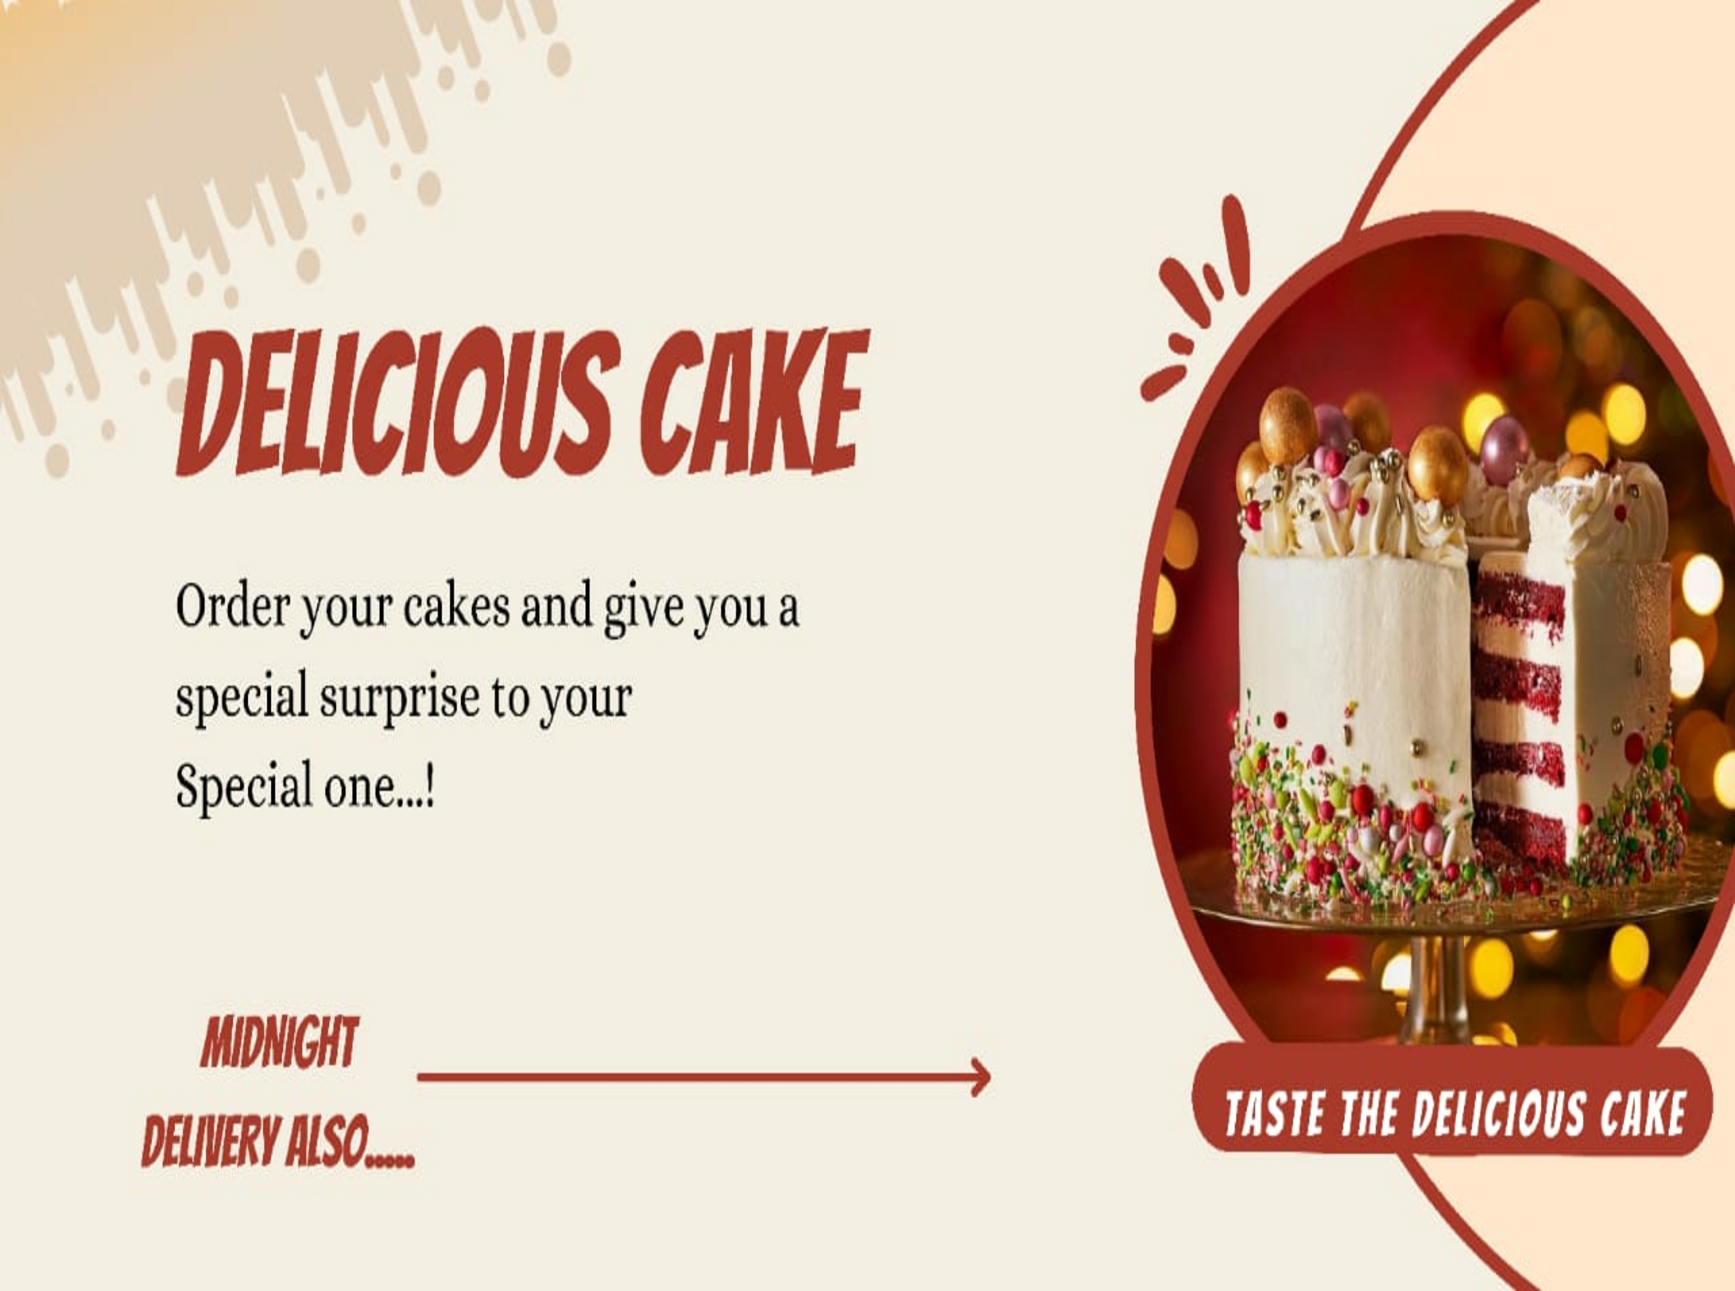 DELICIOUS CAKE
Order your cakes and give you a
special surprise to your
Special one...!
MIDNIGHT
DELIVERY ALSO.....
TASTE THE DELICIOUS CAKE